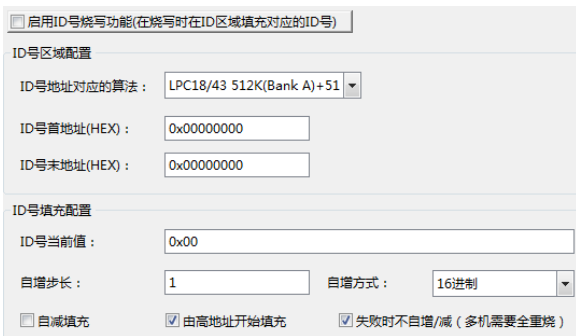 启用ID号烧写功能(在烧写时在ID区域填充对应的ID号)
ID号区域配置
ID号地址对应的算法： LPC18/43 512K(Bank A)+51
ID号首地址(HEX)： 0x00000000
ID号末地址(HEX)： 0x00000000
ID号填充配置
ID号当前值： 0x00
自增步长： 1 自增方式： 16进制
自减填充 由高地址开始填充 失败时不自增/减（多机需要全重烧）